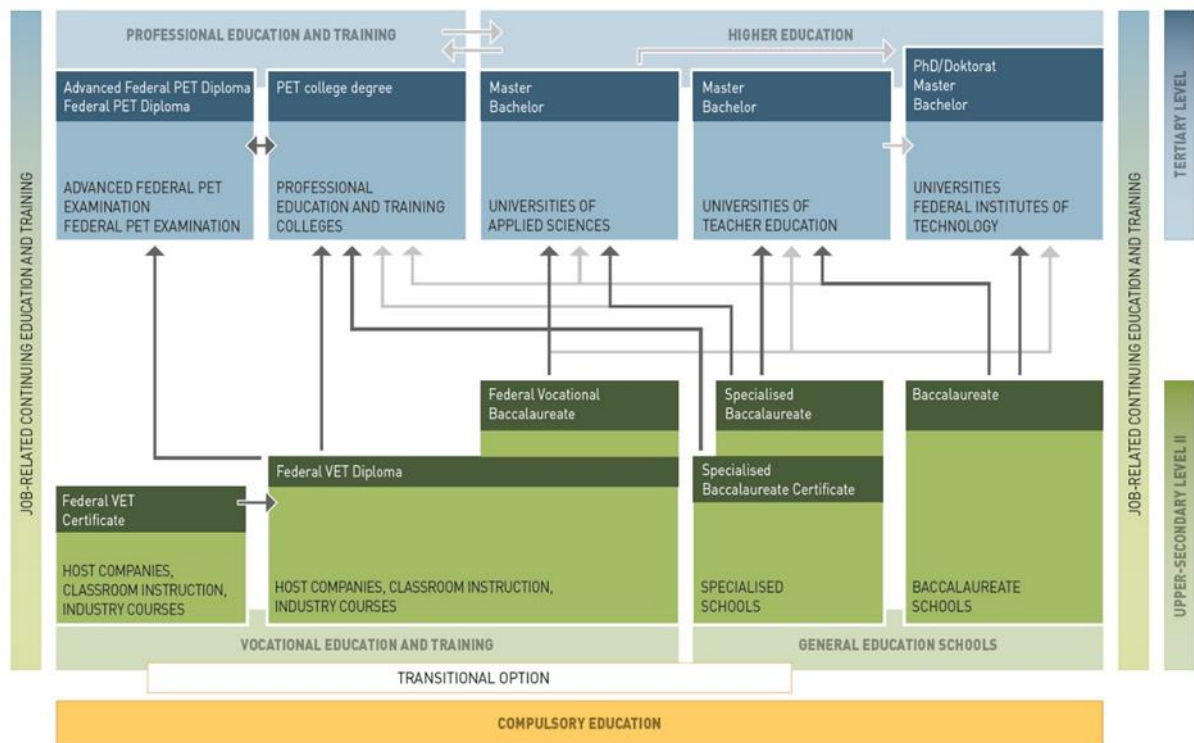 PROFESSIONAL EDUCATION AND TRAINING
HIGHER EDUCATION
Advanced Federal PET Diploma
Federal PET Diploma
PET college degree
Master
Bachelor
Master
Bachelor
PhD/Doktorat
Master
Bachelor
ADVANCED FEDERAL PET
EXAMINATION
FEDERAL PET EXAMINATION
PROFESSIONAL
EDUCATION AND TRAINING
COLLEGES
UNIVERSITIES OF
APPLIED SCIENCES
UNIVERSITIES OF
TEACHER EDUCATION
UNIVERSITIES
FEDERAL INSTITUTES OF
TECHNOLOGY
JOB-RELATED CONTINUING EDUCATION AND TRAINING
JOB-RELATED CONTINUING EDUCATION AND TRAINING
TERTIARY LEVEL
Federal Vocational
Baccalaureate
Specialised
Baccalaureate
Baccalaureate
Federal VET Diploma
Specialised
Baccalaureate Certificate
Federal VET
Certificate
HOST COMPANIES,
CLASSROOM INSTRUCTION,
INDUSTRY COURSES
HOST COMPANIES, CLASSROOM INSTRUCTION,
INDUSTRY COURSES
SPECIALISED
SCHOOLS
BACCALAUREATE
SCHOOLS
UPPER-SECONDARY LEVEL II
VOCATIONAL EDUCATION AND TRAINING
GENERAL EDUCATION SCHOOLS
TRANSITIONAL OPTION
COMPULSORY EDUCATION